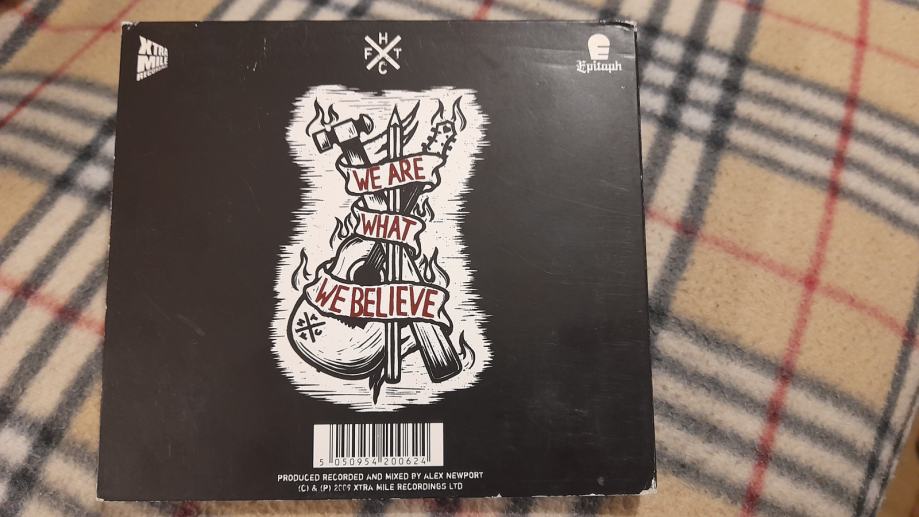 XTRA
MILE
RECORDINGS
H
F T
C
Epitaph
WE ARE
WHAT
WE BELIEVE
5 050954 200624
PRODUCED RECORDED AND MIXED BY ALEX NEWPORT
(C) & (P) 2009 XTRA MILE RECORDINGS LTD